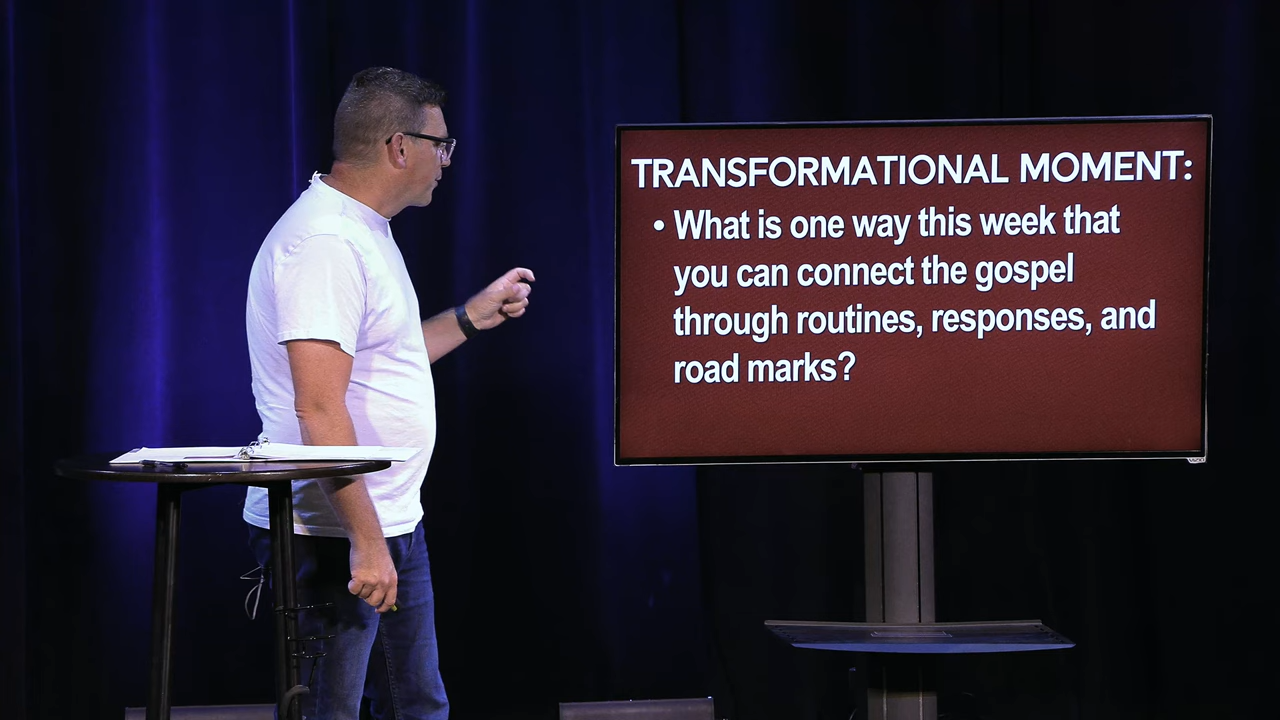 TRANSFORMATIONAL MOMENT:
• What is one way this week that
you can connect the gospel
through routines, responses, and
road marks?